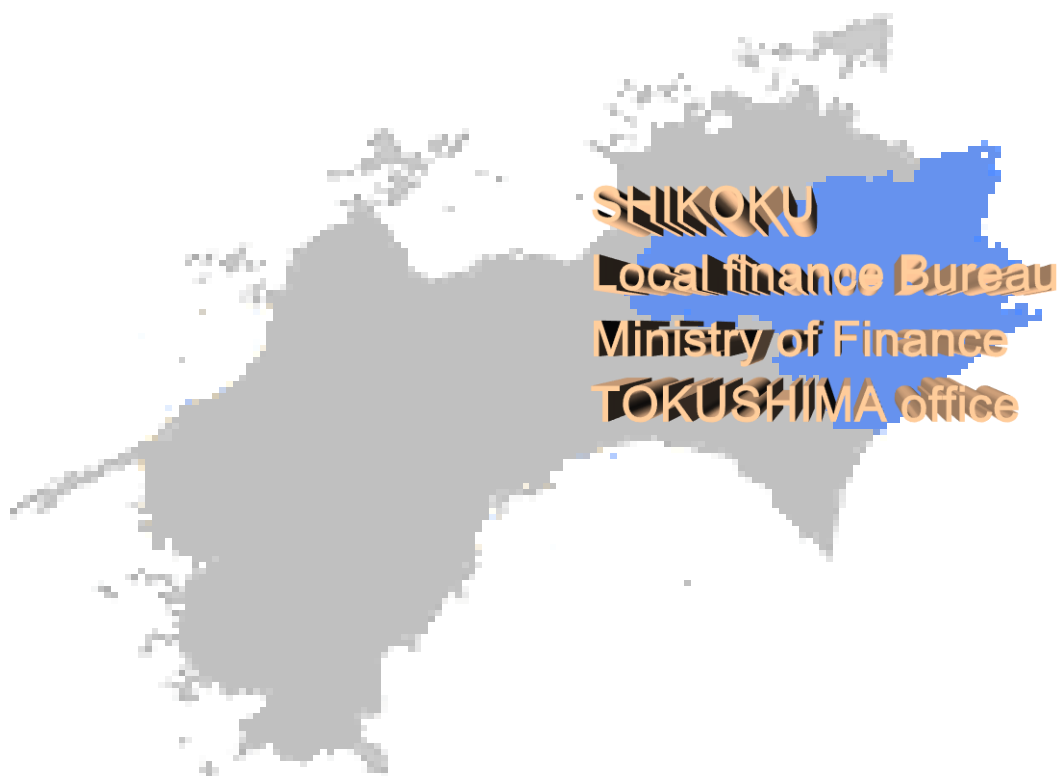 SHIKOKU
Local finance Bureau
Ministry of Finance
TOKUSHIMA office